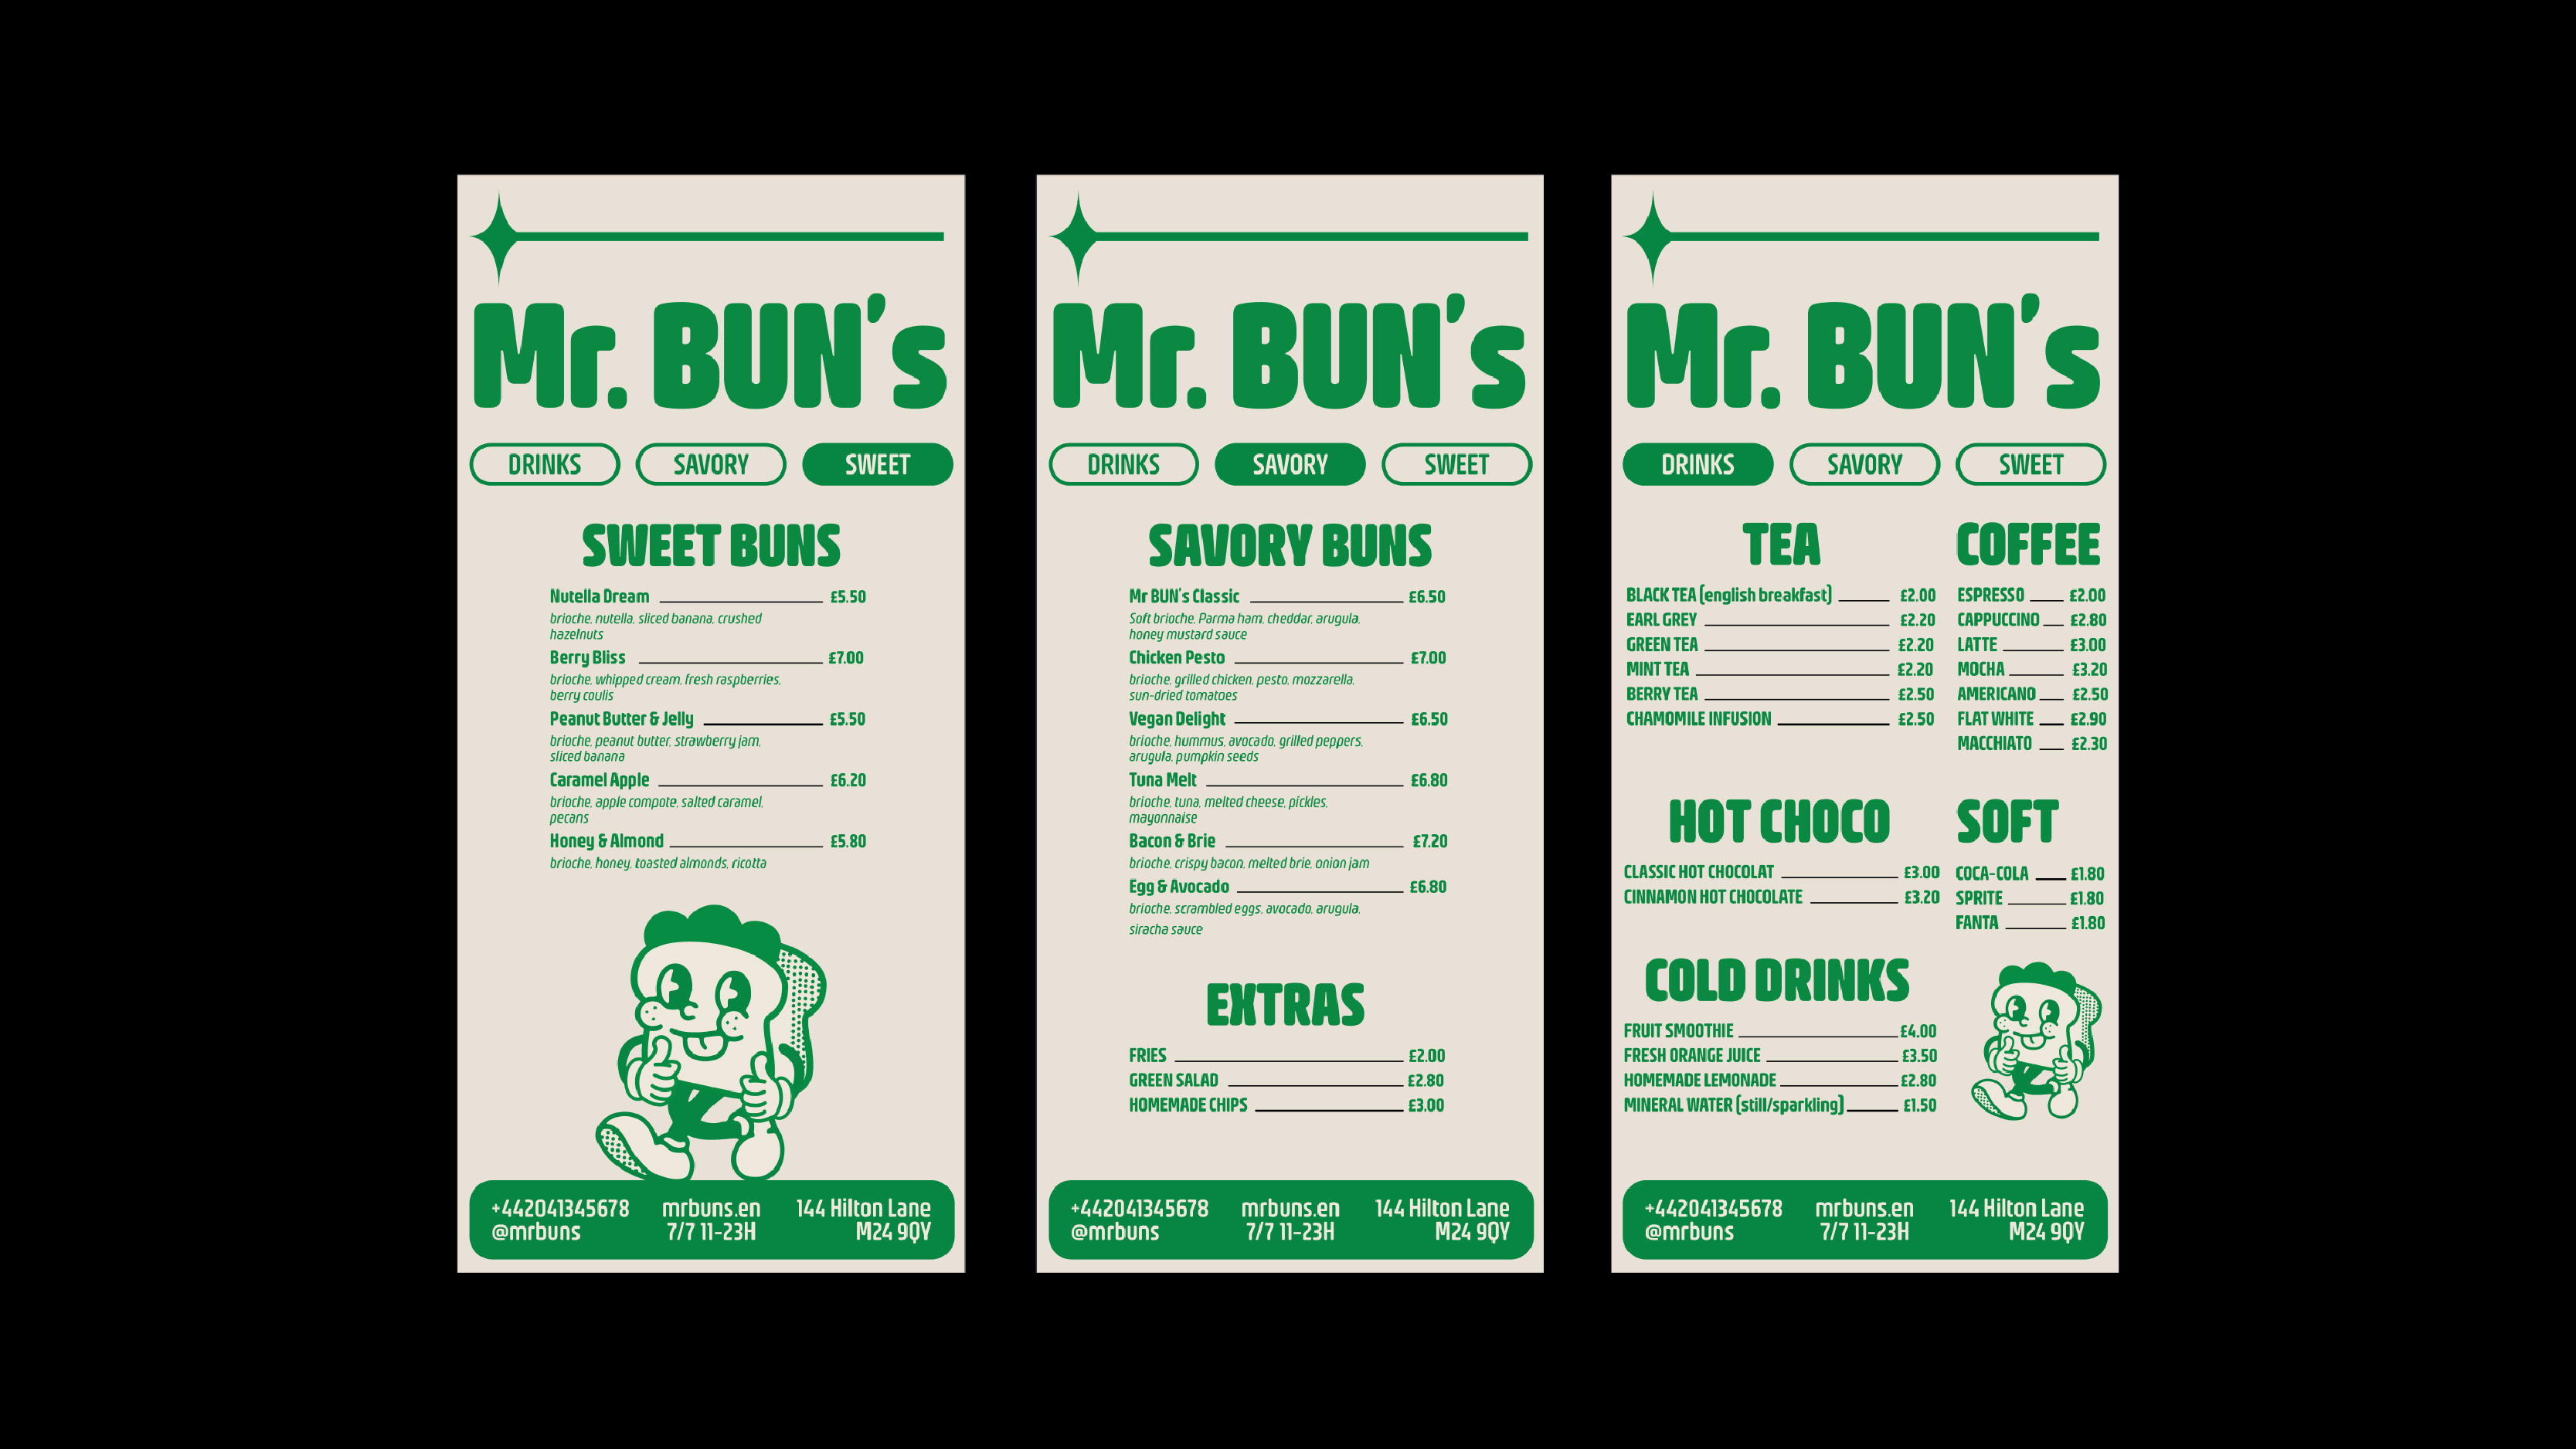 Mr. BUN's
DRINKS SAVORY SWEET
SWEET BUNS
Nutella Dream £5.50
brioche, nutella, sliced banana, crushed
hazelnuts
Berry Bliss £7.00
brioche, whipped cream, fresh raspberries,
berry coulis
Peanut Butter & Jelly £5.50
brioche, peanut butter, strawberry jam,
sliced banana
Caramel Apple £6.20
brioche, apple compote, salted caramel,
pecans
Honey & Almond £5.80
brioche, honey, toasted almonds, ricotta
+442041345678 mrbuns.en 144 Hilton Lane
@mrbuns 7/7 11-23H M24 9QY
Mr. BUN's
DRINKS SAVORY SWEET
SAVORY BUNS
Mr BUN's Classic £6.50
Soft brioche, Parma ham, cheddar, arugula,
honey mustard sauce
Chicken Pesto £7.00
brioche, grilled chicken, pesto, mozzarella,
sun-dried tomatoes
Vegan Delight £6.50
brioche, hummus, avocado, grilled peppers,
arugula, pumpkin seeds
Tuna Melt £6.80
brioche, tuna, melted cheese, pickles,
mayonnaise
Bacon & Brie £7.20
brioche, crispy bacon, melted brie, onion jam
Egg & Avocado £6.80
brioche, scrambled eggs, avocado, arugula,
siracha sauce
EXTRAS
FRIES £2.00
GREEN SALAD £2.80
HOMEMADE CHIPS £3.00
+442041345678 mrbuns.en 144 Hilton Lane
@mrbuns 7/7 11-23H M24 9QY
Mr. BUN's
DRINKS SAVORY SWEET
TEA
BLACK TEA (english breakfast) £2.00
EARL GREY £2.20
GREEN TEA £2.20
MINT TEA £2.20
BERRY TEA £2.50
CHAMOMILE INFUSION £2.50
COFFEE
ESPRESSO £2.00
CAPPUCCINO £2.80
LATTE £3.00
MOCHA £3.20
AMERICANO £2.50
FLAT WHITE £2.90
MACCHIATO £2.30
HOT CHOCO
CLASSIC HOT CHOCOLAT £3.00
CINNAMON HOT CHOCOLATE £3.20
SOFT
COCA-COLA £1.80
SPRITE £1.80
FANTA £1.80
COLD DRINKS
FRUIT SMOOTHIE £4.00
FRESH ORANGE JUICE £3.50
HOMEMADE LEMONADE £2.80
MINERAL WATER (still/sparkling) £1.50
+442041345678 mrbuns.en 144 Hilton Lane
@mrbuns 7/7 11-23H M24 9QY